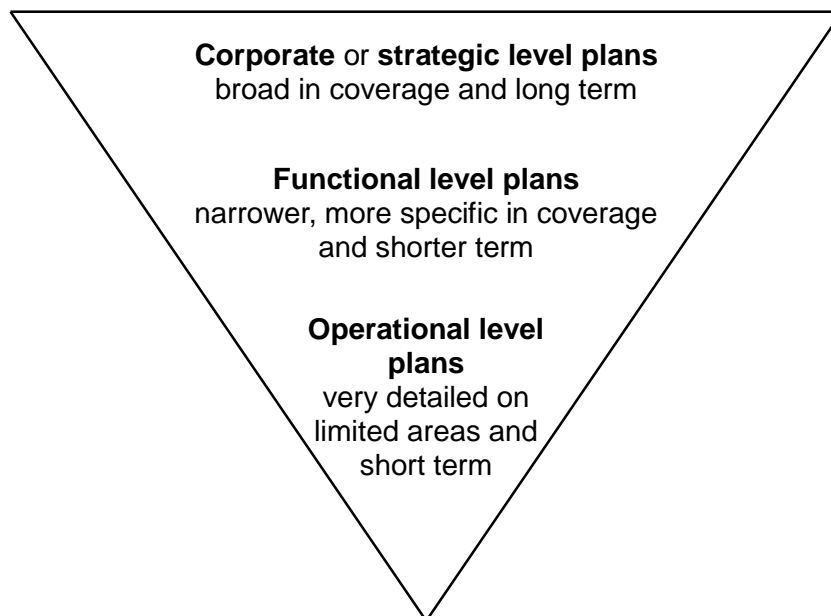 Corporate or strategic level plans
broad in coverage and long term
Functional level plans
narrower, more specific in coverage
and shorter term
Operational level
plans
very detailed on
limited areas and
short term